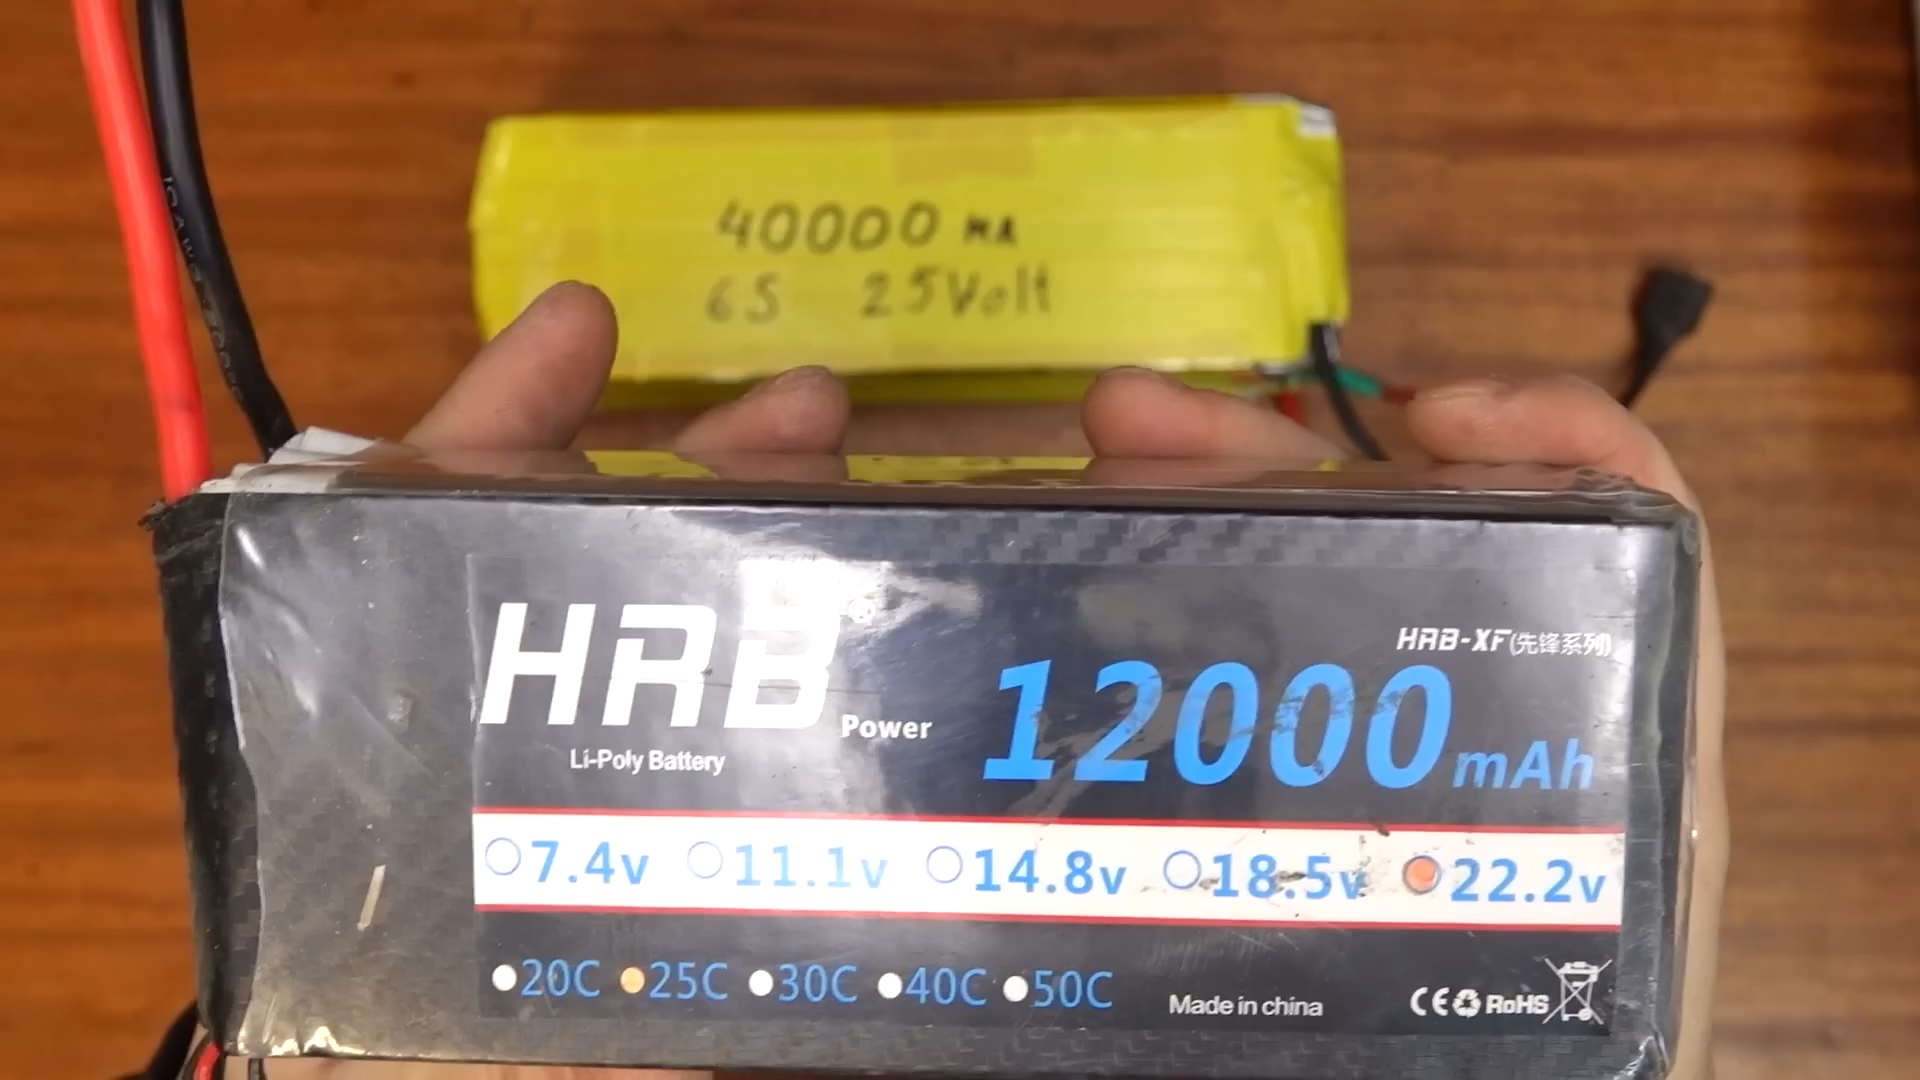 40000 mA
6S 25Volt
HRB®
Power
Li-Poly Battery
HRB-XF(先锋系列)
12000mAh
7.4v 11.1v 14.8v 18.5v 22.2v
20C 25C 30C 40C 50C
Made in china
CE RoHS